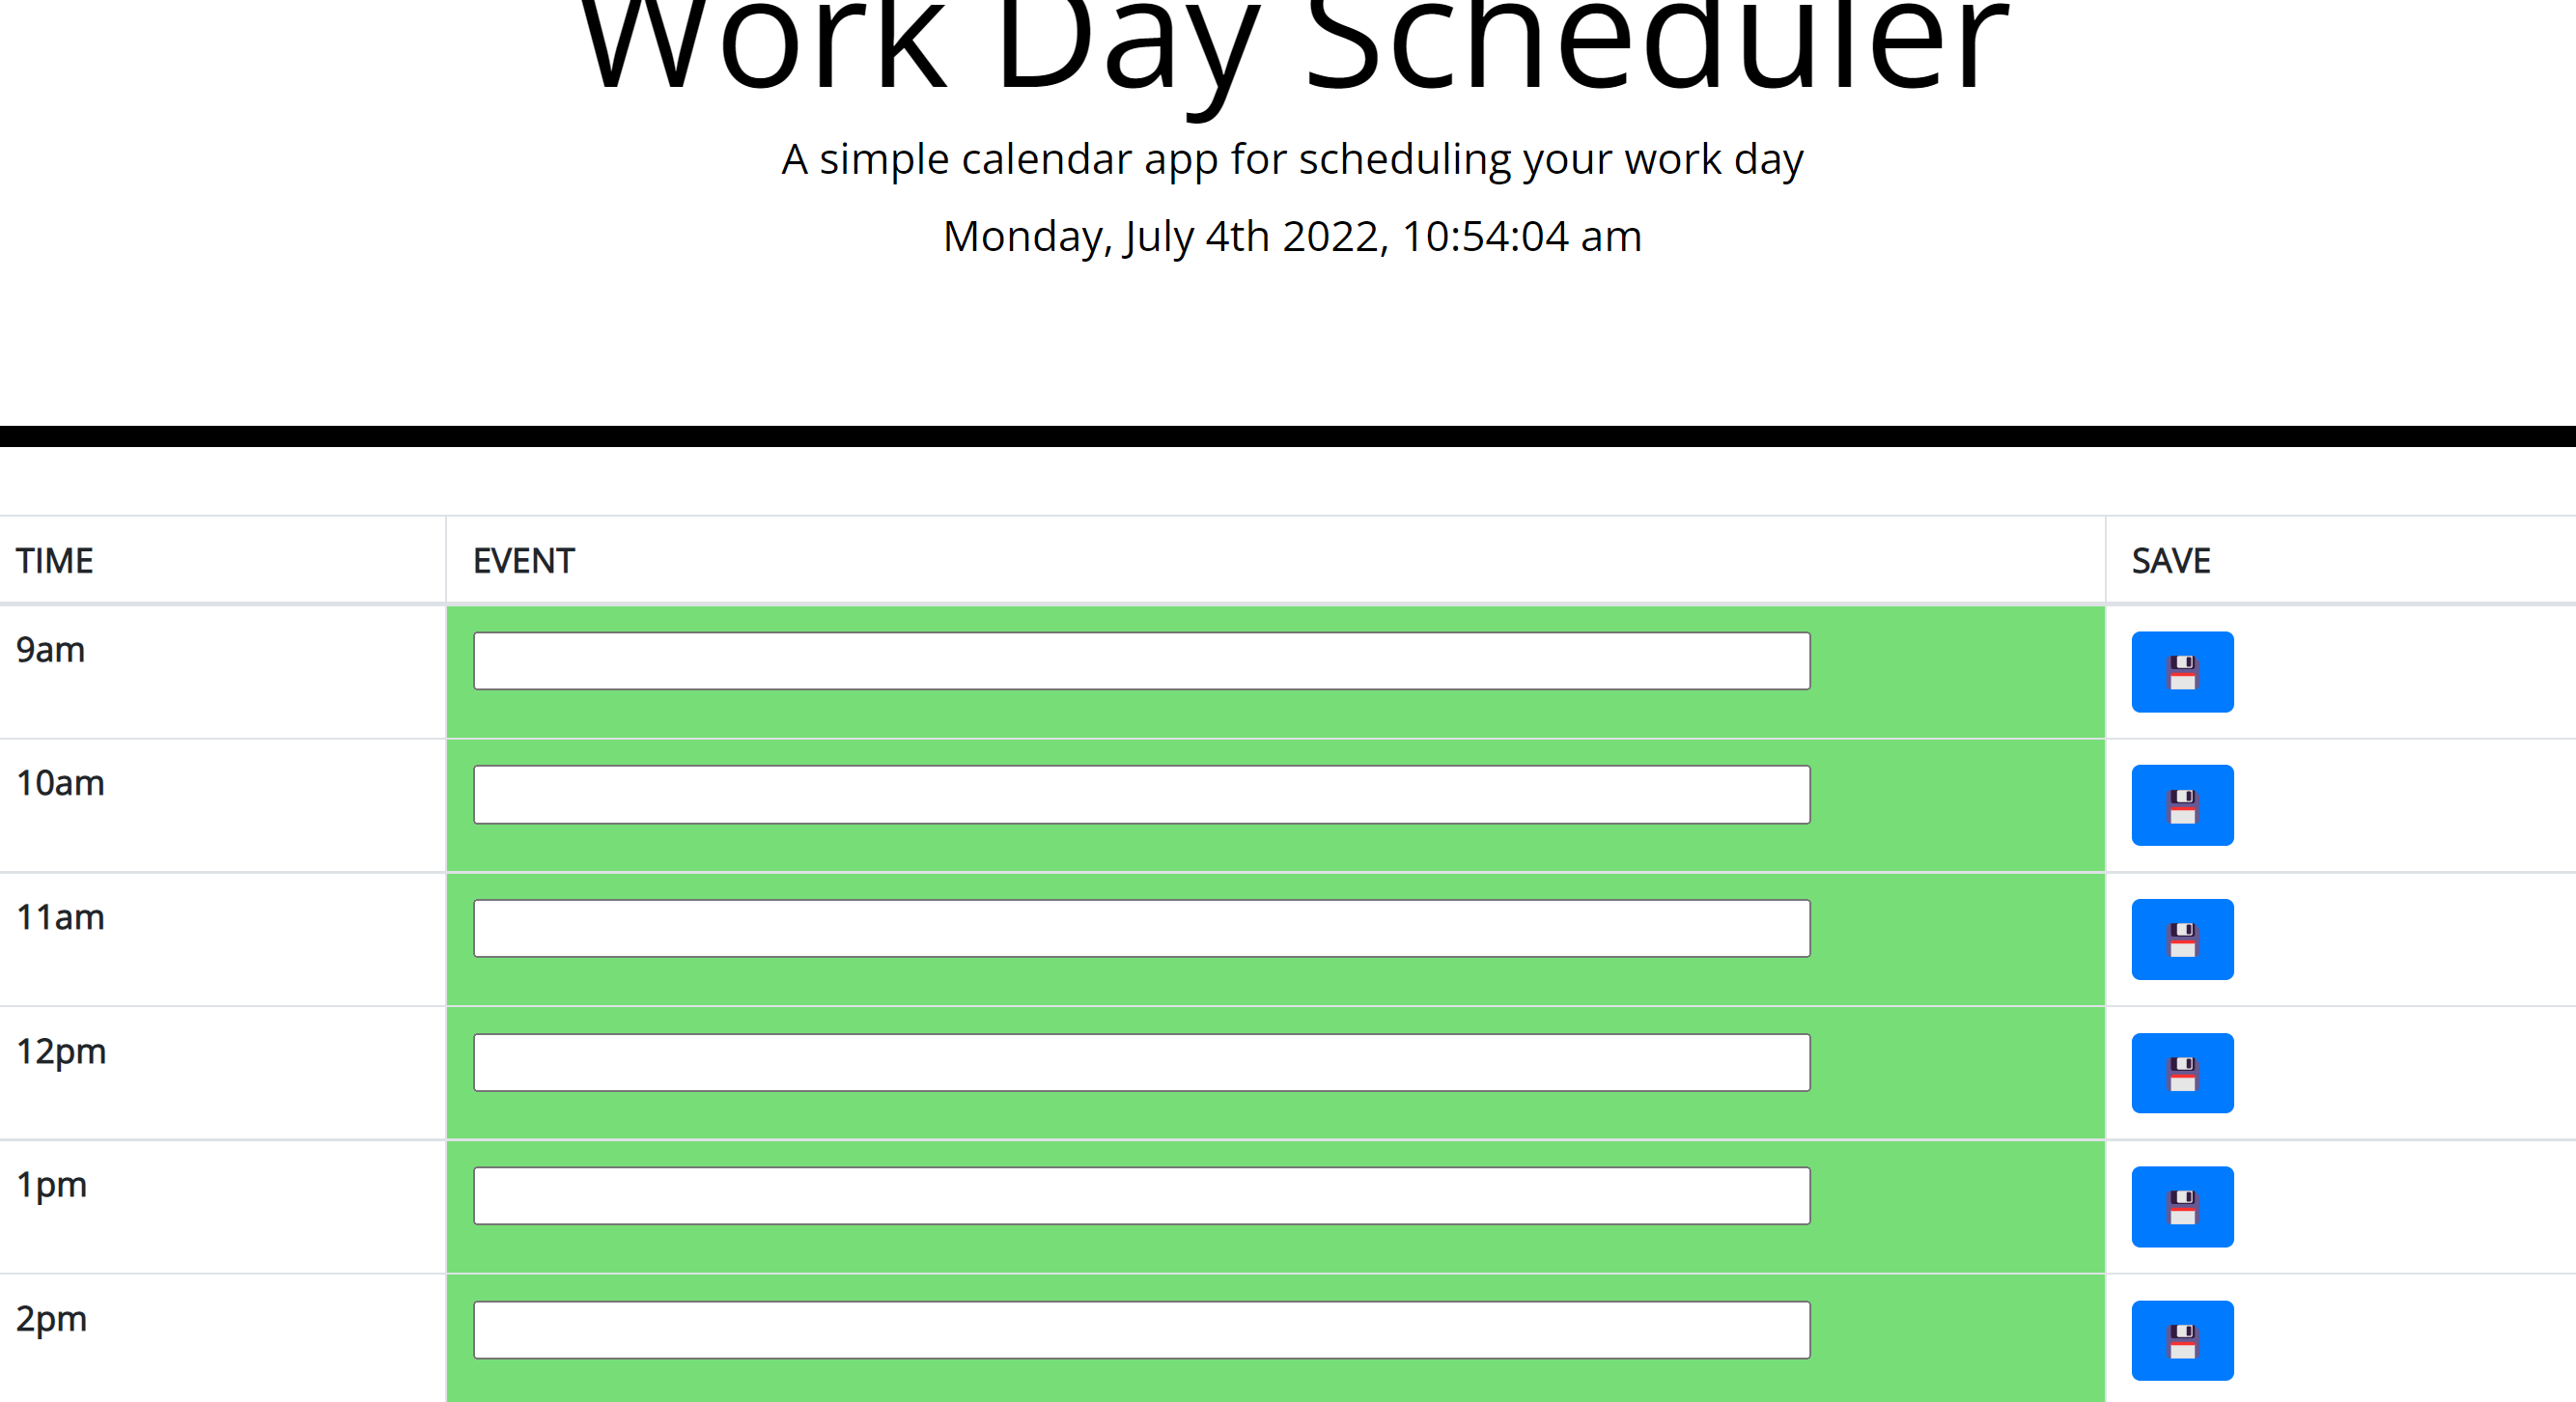 Work Day Scheduler
A simple calendar app for scheduling your work day
Monday, July 4th 2022, 10:54:04 am
TIME EVENT SAVE
9am
10am
11am
12pm
1pm
2pm